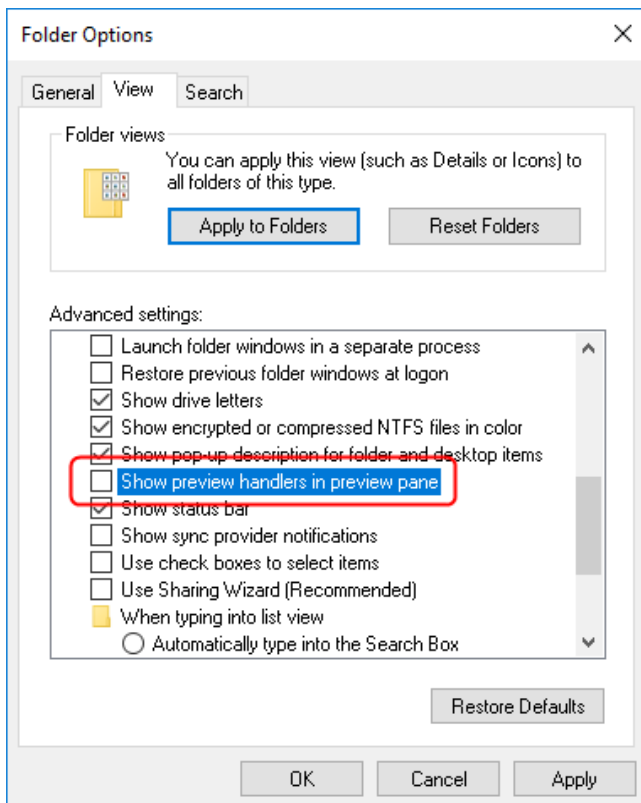 Folder Options
General
View
Search
Folder views
You can apply this view (such as Details or Icons) to
all folders of this type.
Apply to Folders
Reset Folders
Advanced settings:
Launch folder windows in a separate process
Restore previous folder windows at logon
Show drive letters
Show encrypted or compressed NTFS files in color
Show pop-up description for folder and desktop items
Show preview handlers in preview pane
Show status bar
Show sync provider notifications
Use check boxes to select items
Use Sharing Wizard (Recommended)
When typing into list view
Automatically type into the Search Box
Restore Defaults
OK
Cancel
Apply